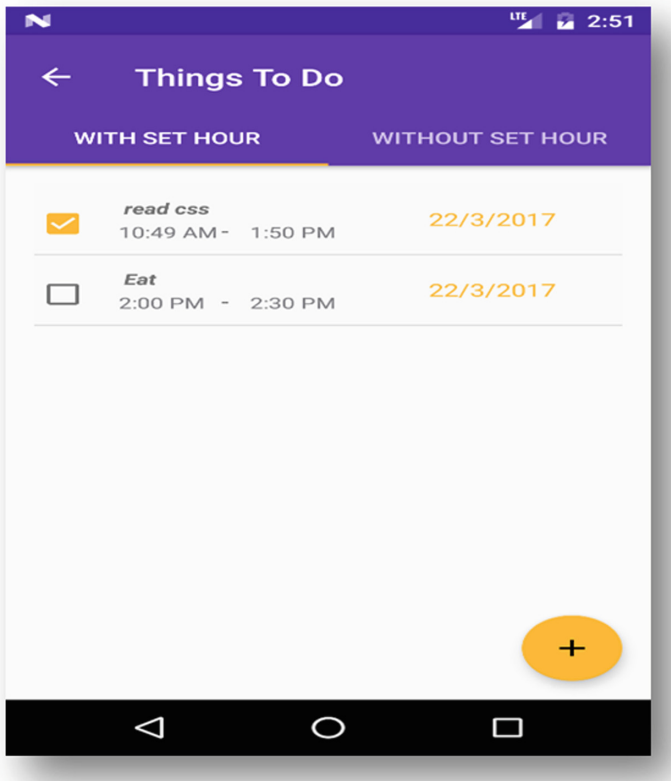 LTE 2:51
Things To Do
WITH SET HOUR WITHOUT SET HOUR
read css
10:49 AM - 1:50 PM 22/3/2017
Eat
2:00 PM - 2:30 PM 22/3/2017
+